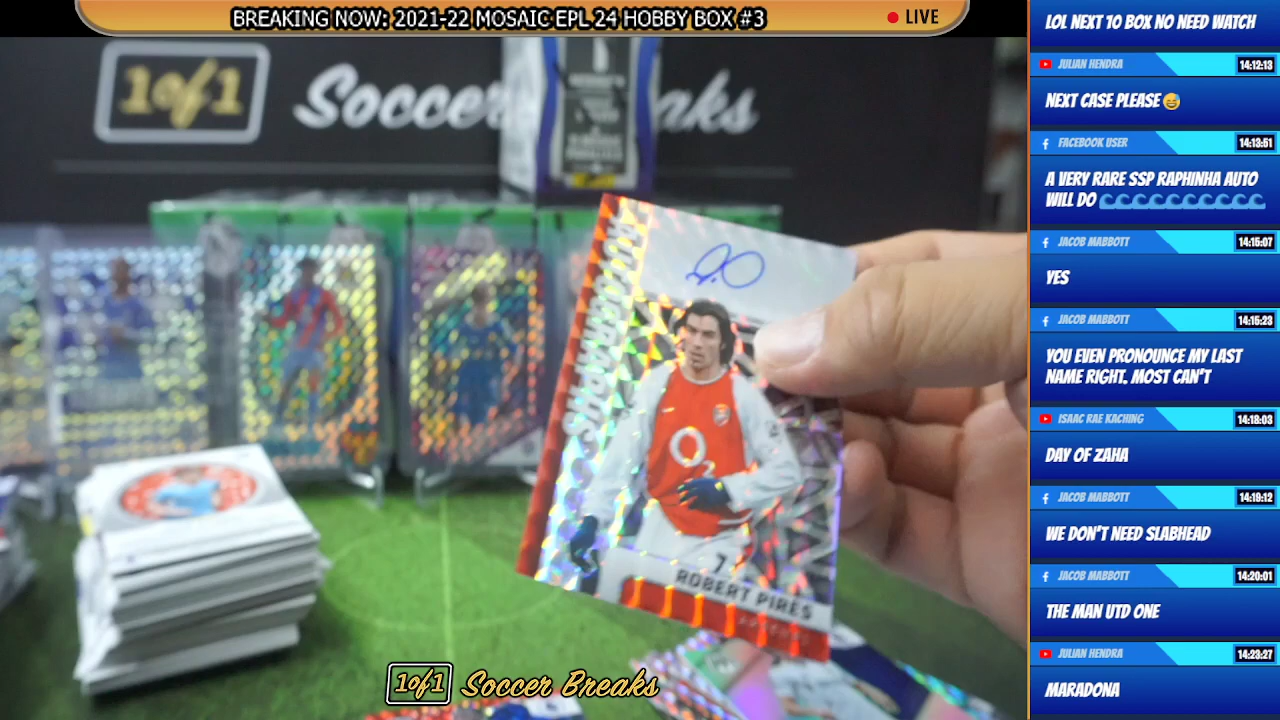 BREAKING NOW: 2021-22 MOSAIC EPL 24 HOBBY BOX #3
LIVE
1of1
Soccer Breaks
AUTOGRAPHS
7
ROBERT PIRES
O2
1of1 Soccer Breaks
LOL NEXT 10 BOX NO NEED WATCH
JULIAN HENDRA 14:12:13
NEXT CASE PLEASE😅
FACEBOOK USER 14:13:51
A VERY RARE SSP RAPHINHA AUTO
WILL DO 🌊🌊🌊🌊🌊🌊🌊🌊🌊🌊
JACOB MABBOTT 14:15:07
YES
JACOB MABBOTT 14:15:23
YOU EVEN PRONOUNCE MY LAST
NAME RIGHT. MOST CAN'T
ISAAC RAE KACHING 14:18:03
DAY OF ZAHA
JACOB MABBOTT 14:19:12
WE DON'T NEED SLABHEAD
JACOB MABBOTT 14:20:01
THE MAN UTD ONE
JULIAN HENDRA 14:23:27
MARADONA